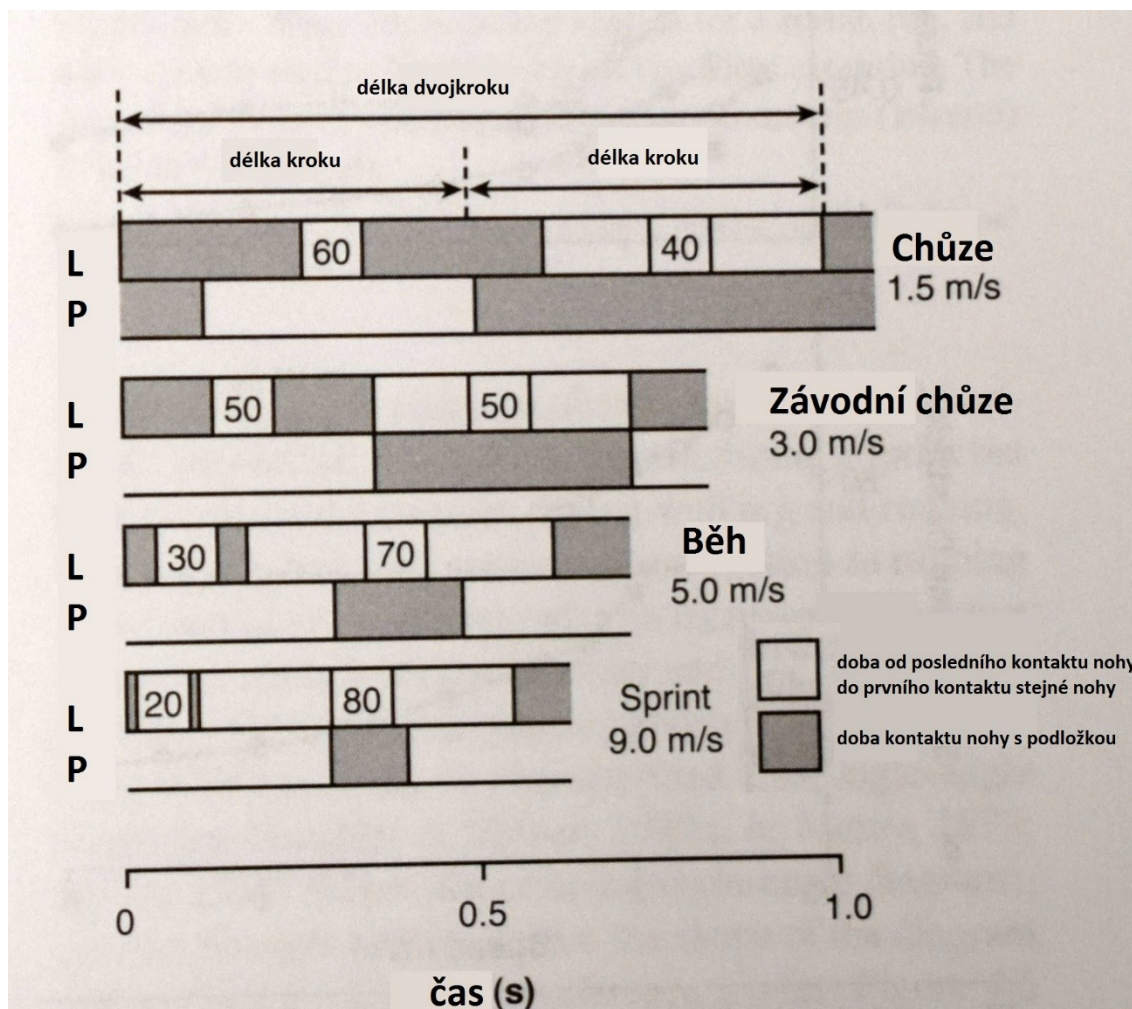 délka dvojkroku
délka kroku
délka kroku
L
60
40
Chůze
P
1.5 m/s
L
50
50
Závodní chůze
P
3.0 m/s
L
30
70
Běh
P
5.0 m/s
L
20
80
Sprint
P
9.0 m/s
doba od posledního kontaktu nohy
do prvního kontaktu stejné nohy
doba kontaktu nohy s podložkou
0
0.5
1.0
čas (s)